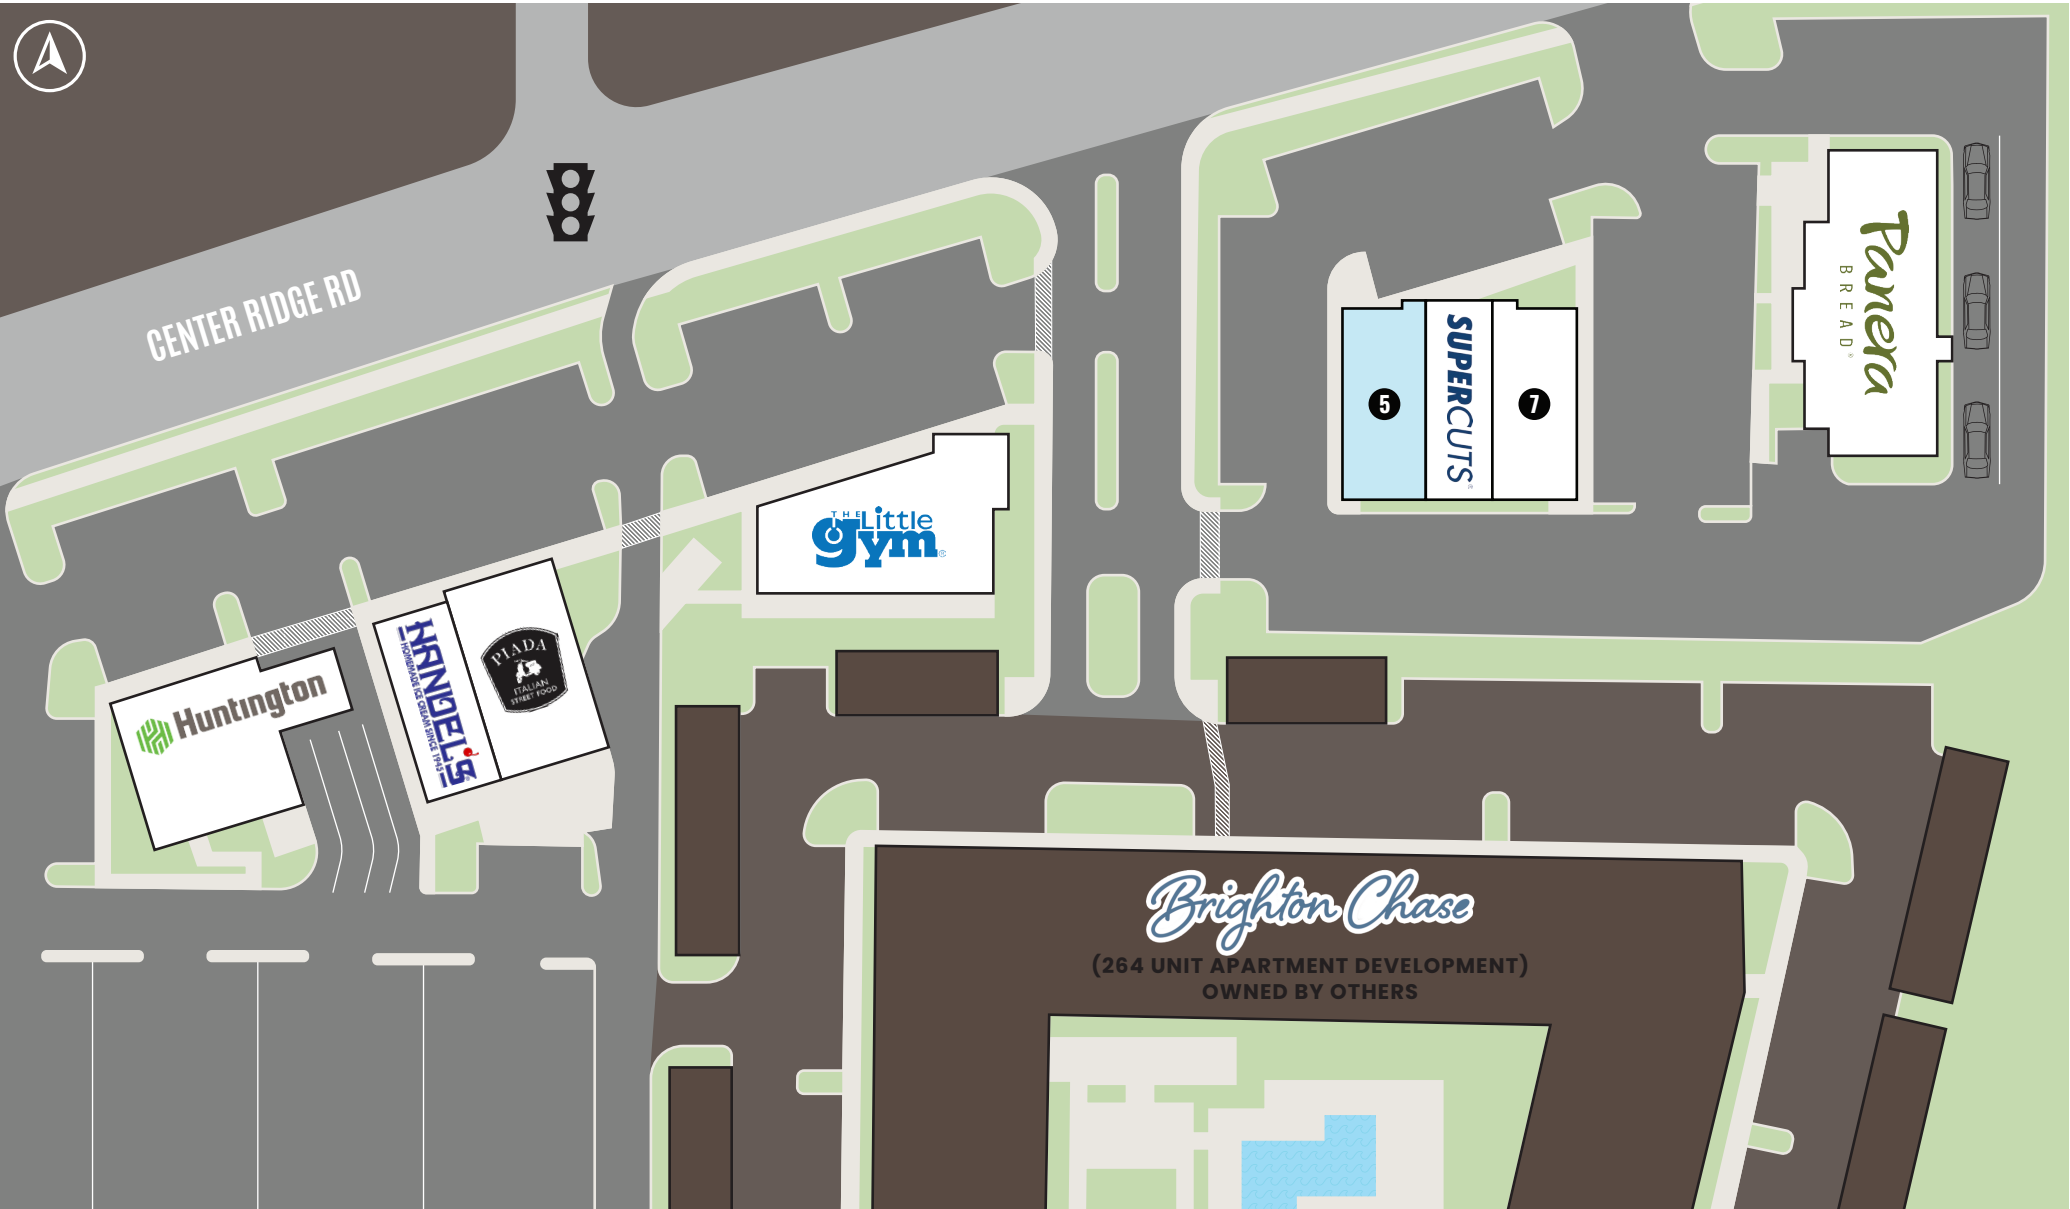 CENTER RIDGE RD
Panera
BREAD®
5
SUPERCUTS®
7
THE Little
gym®
HANDEL'S®
HOMEMADE ICE CREAM SINCE 1945
PIADA
ITALIAN
STREET FOOD
Huntington
Brighton Chase
(264 UNIT APARTMENT DEVELOPMENT)
OWNED BY OTHERS